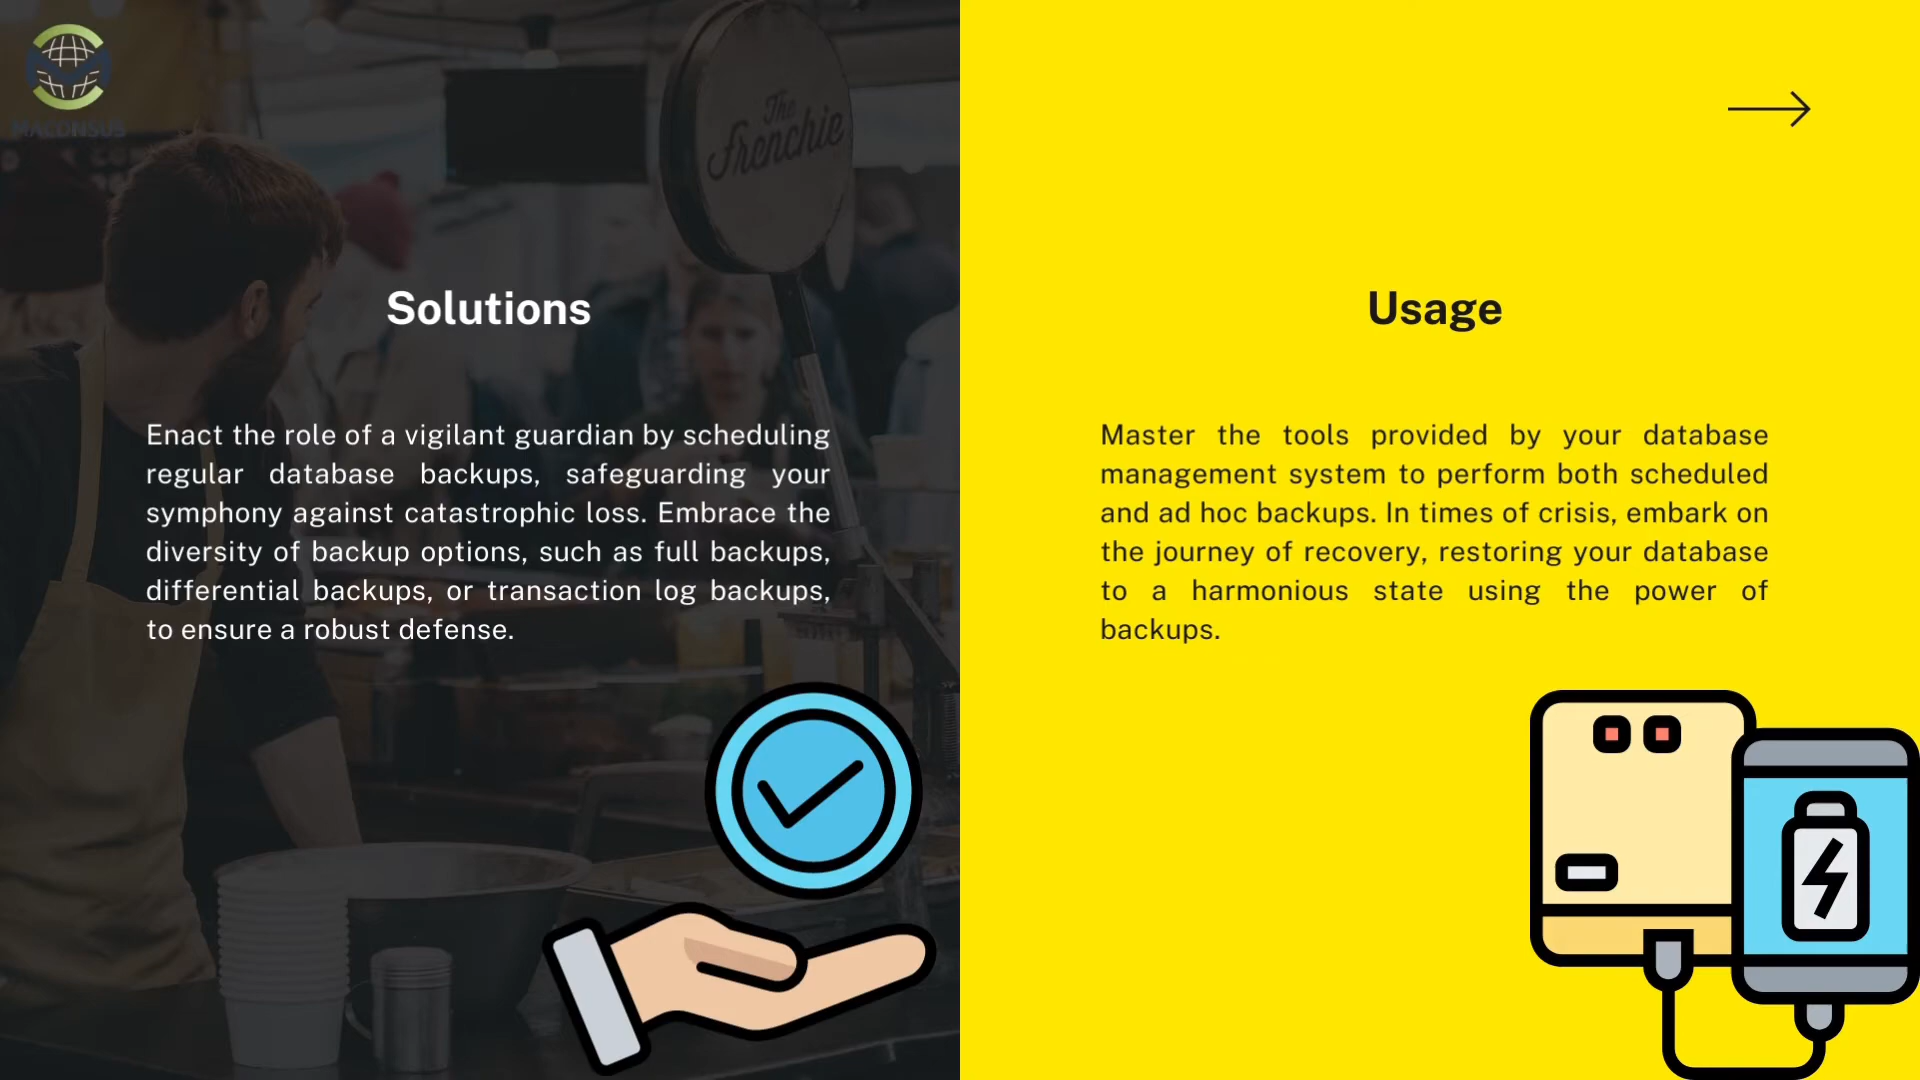 MACONSUS
The
Frenchie
Solutions
Enact the role of a vigilant guardian by scheduling
regular database backups, safeguarding your
symphony against catastrophic loss. Embrace the
diversity of backup options, such as full backups,
differential backups, or transaction log backups,
to ensure a robust defense.
Usage
Master the tools provided by your database
management system to perform both scheduled
and ad hoc backups. In times of crisis, embark on
the journey of recovery, restoring your database
to a harmonious state using the power of
backups.